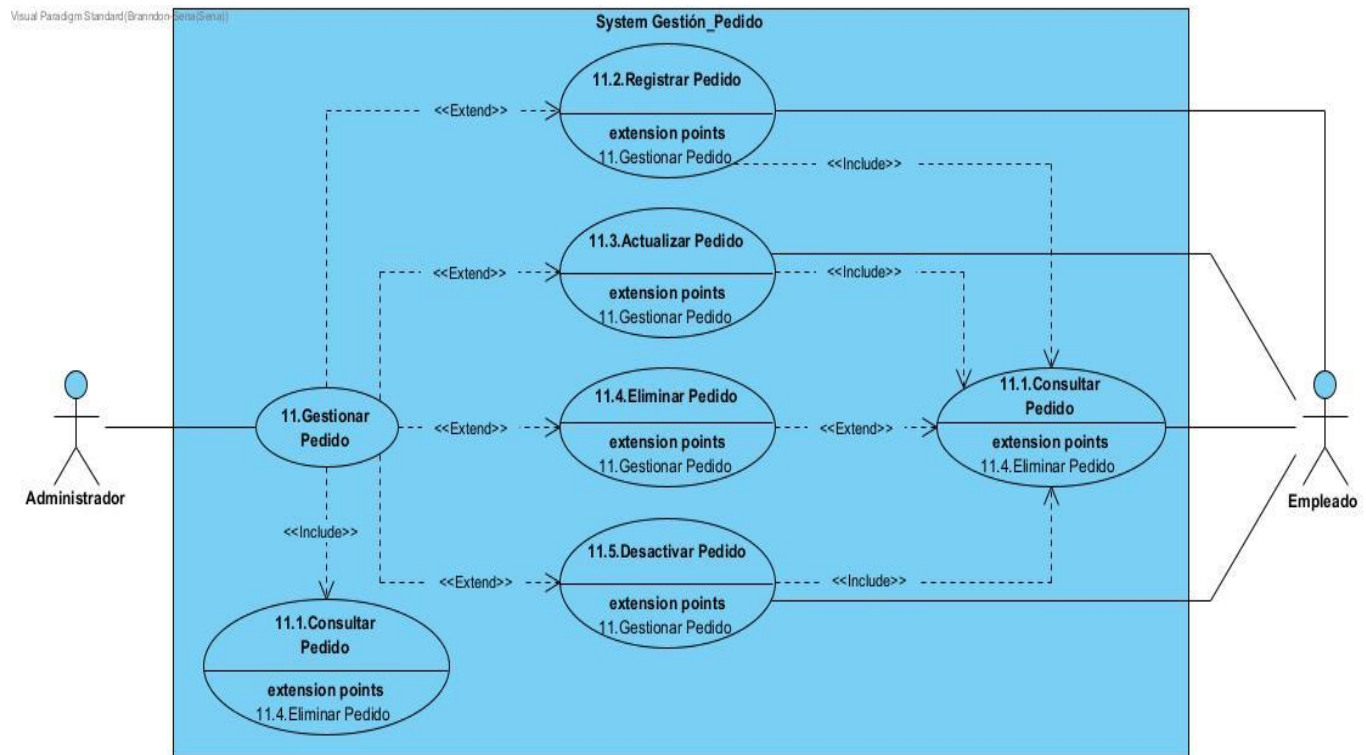 Visual Paradigm Standard(Branndon-Sena(Sena))
System Gestión_Pedido
11.2.Registrar Pedido
extension points
11.Gestionar Pedido
<<Extend>>
<<Include>>
11.3.Actualizar Pedido
extension points
11.Gestionar Pedido
<<Extend>>
<<Include>>
11.Gestionar
Pedido
11.4.Eliminar Pedido
extension points
11.Gestionar Pedido
<<Extend>>
<<Extend>>
11.1.Consultar
Pedido
extension points
11.4.Eliminar Pedido
Administrador
Empleado
<<Include>>
11.5.Desactivar Pedido
extension points
11.Gestionar Pedido
<<Extend>>
<<Include>>
11.1.Consultar
Pedido
extension points
11.4.Eliminar Pedido